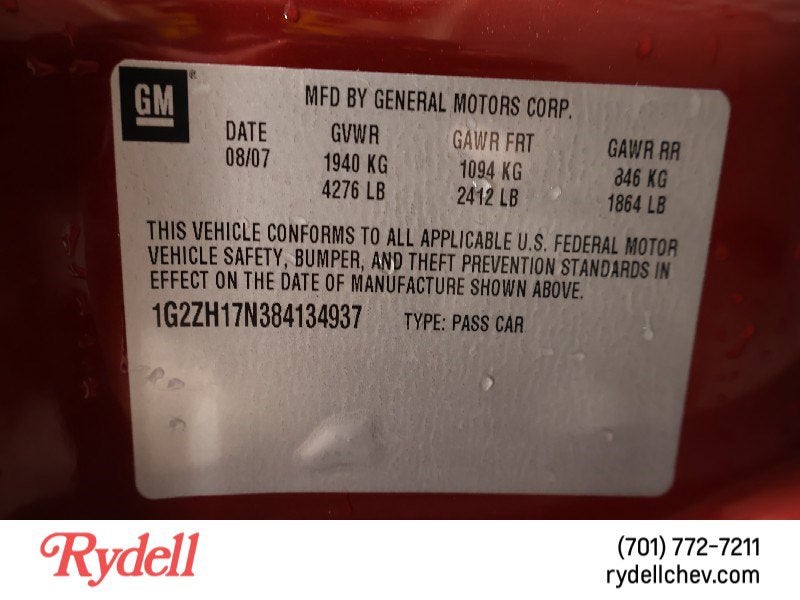 GM
MFD BY GENERAL MOTORS CORP.
DATE GVWR GAWR FRT GAWR RR
08/07 1940 KG 1094 KG 846 KG
4276 LB 2412 LB 1864 LB
THIS VEHICLE CONFORMS TO ALL APPLICABLE U.S. FEDERAL MOTOR
VEHICLE SAFETY, BUMPER, AND THEFT PREVENTION STANDARDS IN
EFFECT ON THE DATE OF MANUFACTURE SHOWN ABOVE.
1G2ZH17N384134937 TYPE: PASS CAR
Rydell
(701) 772-7211
rydellchev.com